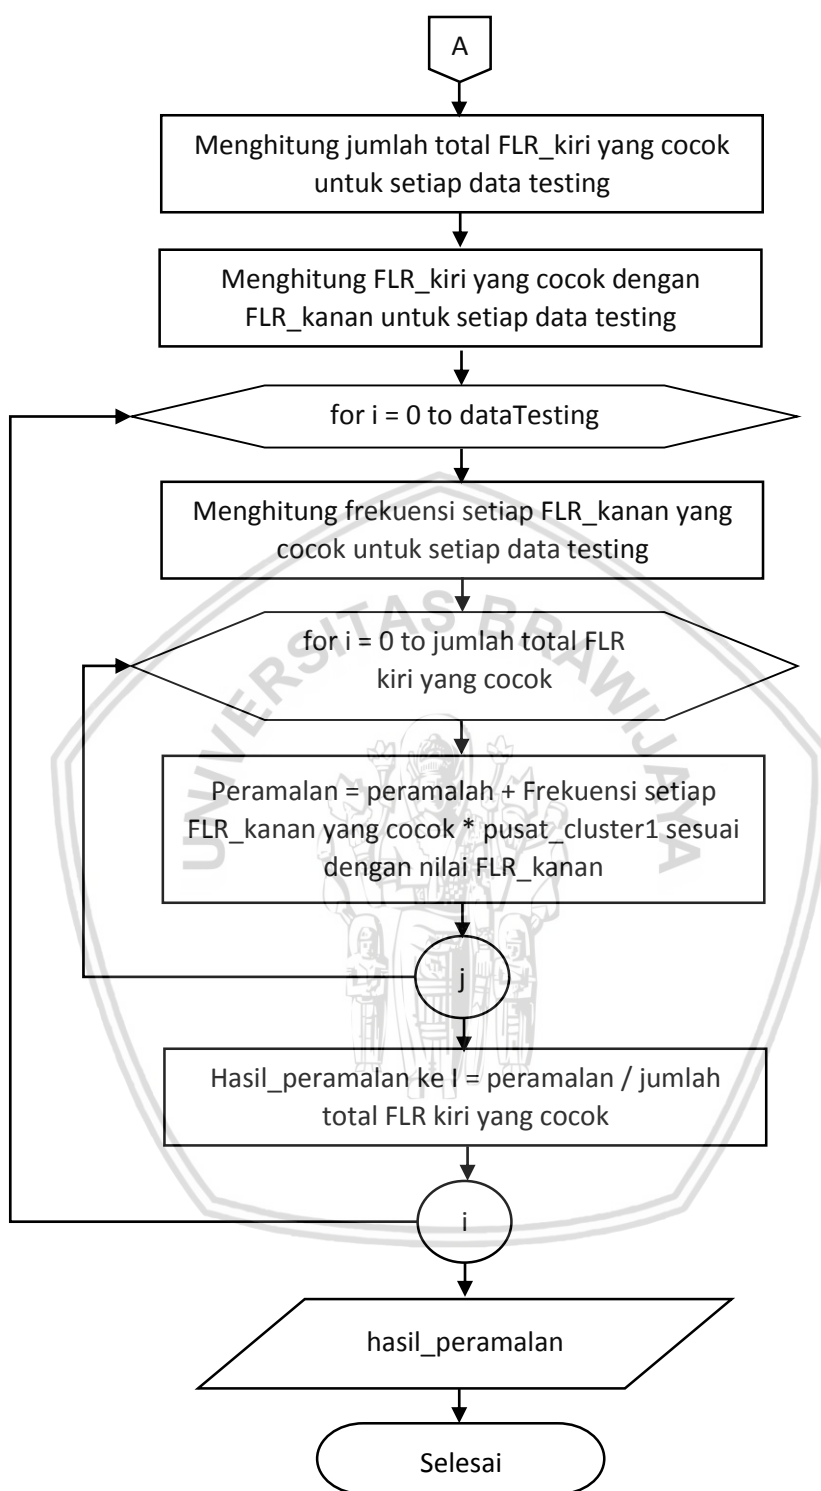 A
Menghitung jumlah total FLR_kiri yang cocok
untuk setiap data testing
Menghitung FLR_kiri yang cocok dengan
FLR_kanan untuk setiap data testing
for i = 0 to dataTesting
Menghitung frekuensi setiap FLR_kanan yang
cocok untuk setiap data testing
UNIVERSITAS BRAWIJAYA
for i = 0 to jumlah total FLR
kiri yang cocok
Peramalan = peramalah + Frekuensi setiap
FLR_kanan yang cocok * pusat_cluster1 sesuai
dengan nilai FLR_kanan
j
Hasil_peramalan ke I = peramalan / jumlah
total FLR kiri yang cocok
i
hasil_peramalan
Selesai